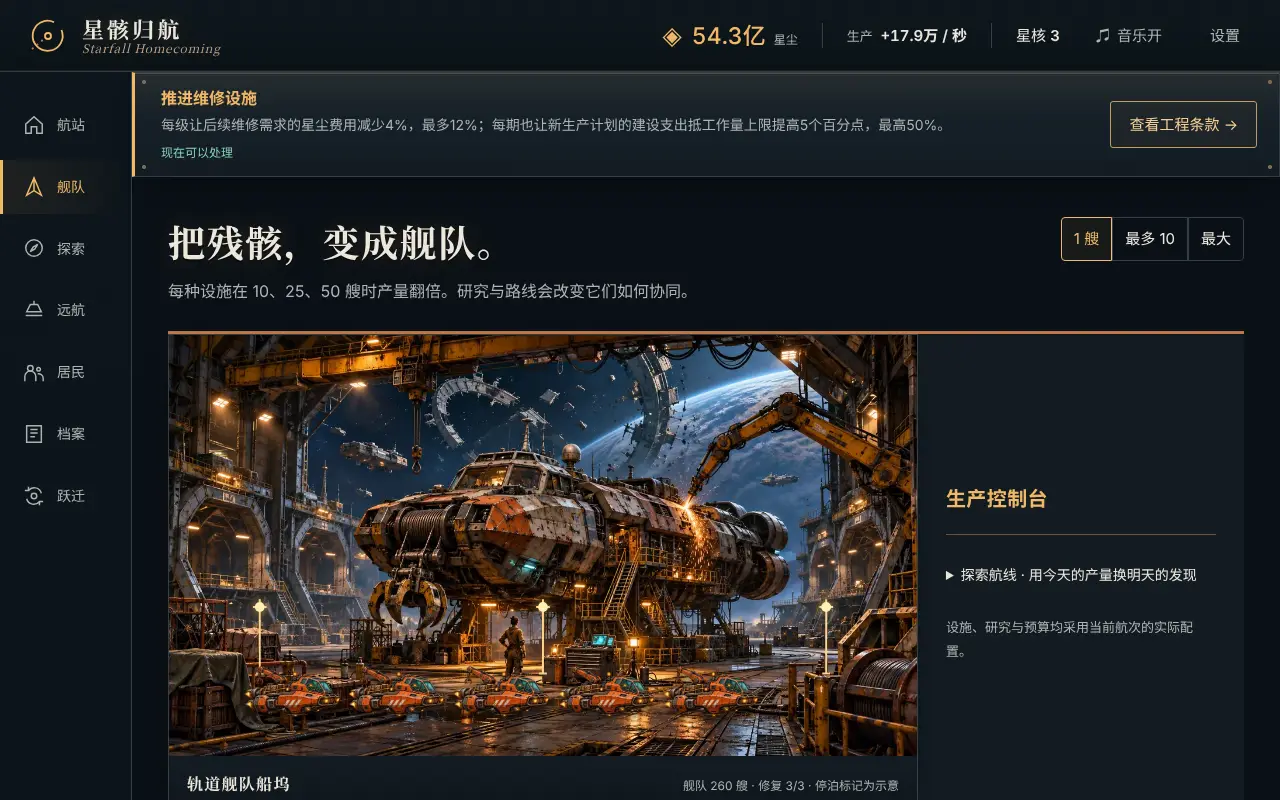 星骸归航
Starfall Homecoming
54.3亿 星尘
生产 +17.9万 / 秒
星核 3
音乐开
设置
航站
舰队
探索
远航
居民
档案
跃迁
推进维修设施
每级让后续维修需求的星尘费用减少4%，最多12%；每期也让新生产计划的建设支出抵工作量上限提高5个百分点，最高50%。
现在可以处理
查看工程条款 →
把残骸，变成舰队。
每种设施在 10、25、50 艘时产量翻倍。研究与路线会改变它们如何协同。
1 艘
最多 10
最大
生产控制台
▶ 探索航线 · 用今天的产量换明天的发现
设施、研究与预算均采用当前航次的实际配
置。
轨道舰队船坞
舰队 260 艘 · 修复 3/3 · 停泊标记为示意